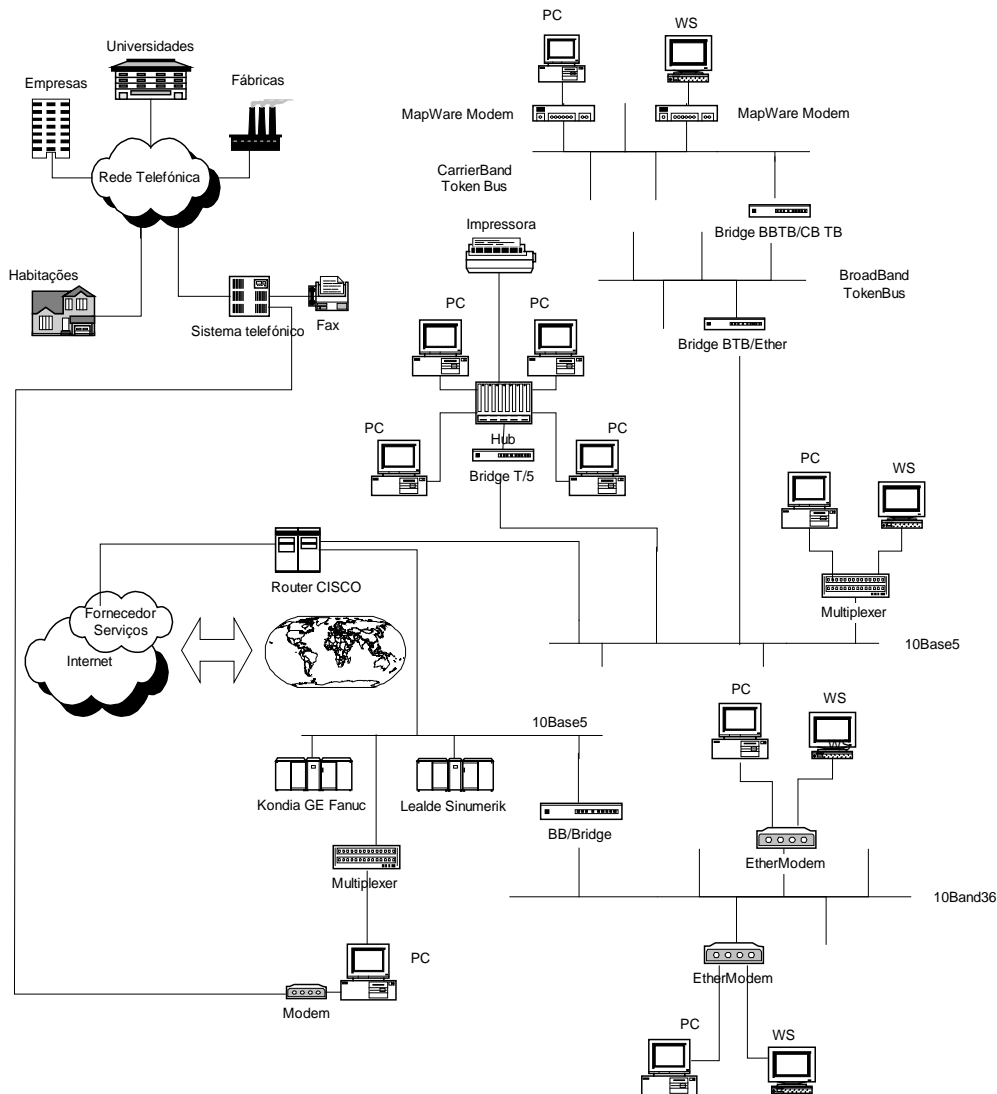 PC
WS
Universidades
Empresas
Fábricas
MapWare Modem
MapWare Modem
Rede Telefónica
CarrierBand
Token Bus
Impressora
Bridge BBTB/CB TB
Habitações
BroadBand
TokenBus
PC
PC
Sistema telefónico
Fax
Bridge BTB/Ether
PC
Hub
PC
Bridge T/5
PC
WS
Router CISCO
Multiplexer
Fornecedor
Serviços
Internet
10Base5
PC
WS
10Base5
WS
Kondia GE Fanuc
Lealde Sinumerik
BB/Bridge
EtherModem
Multiplexer
10Band36
PC
EtherModem
Modem
PC
WS